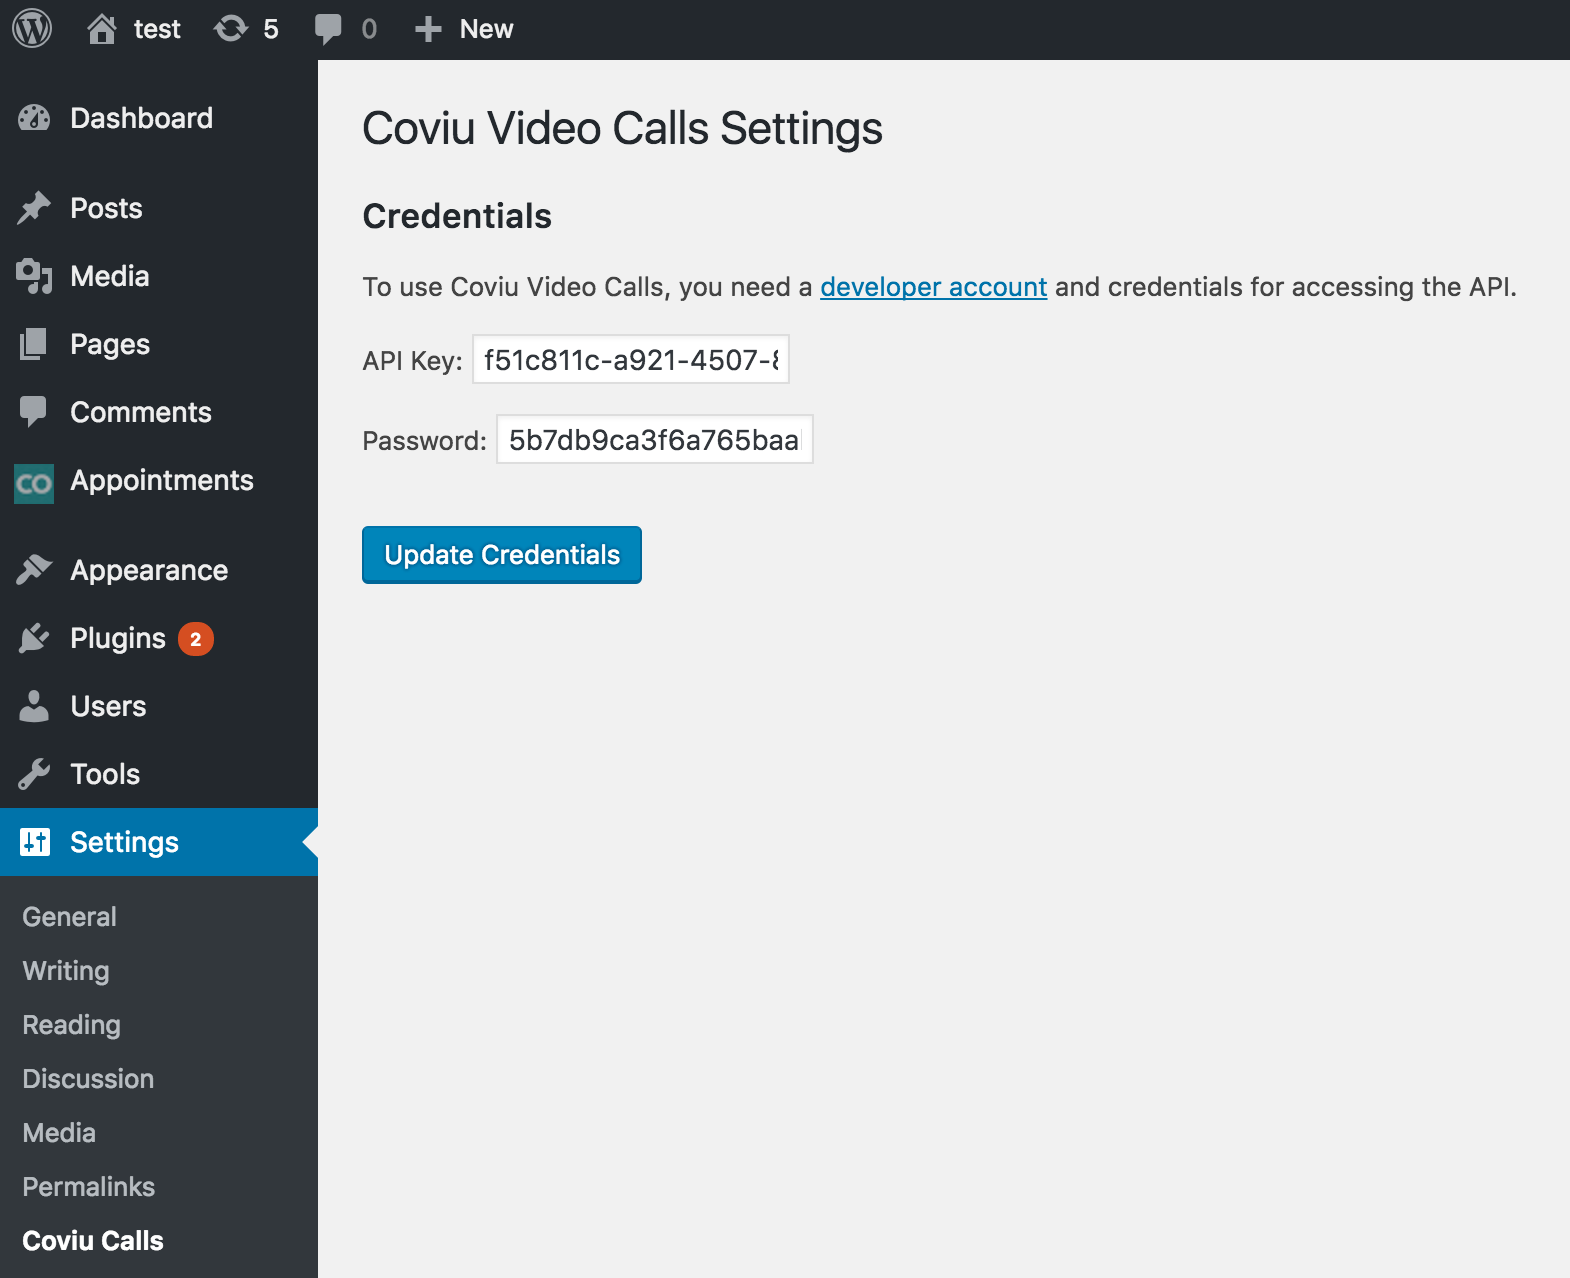 test 5 0 New
Dashboard
Posts
Media
Pages
Comments
CO Appointments
Appearance
Plugins 2
Users
Tools
Settings
General
Writing
Reading
Discussion
Media
Permalinks
Coviu Calls
Coviu Video Calls Settings
Credentials
To use Coviu Video Calls, you need a developer account and credentials for accessing the API.
API Key: f51c811c-a921-4507-
Password: 5b7db9ca3f6a765baa
Update Credentials